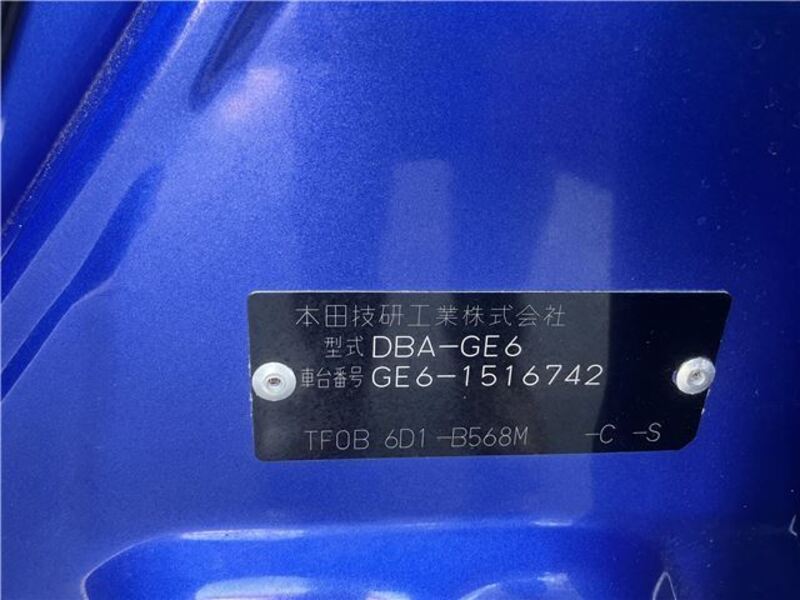 本田技研工業株式会社
型式 DBA-GE6
車台番号 GE6-1516742
TF0B 6D1-B568M -C -S